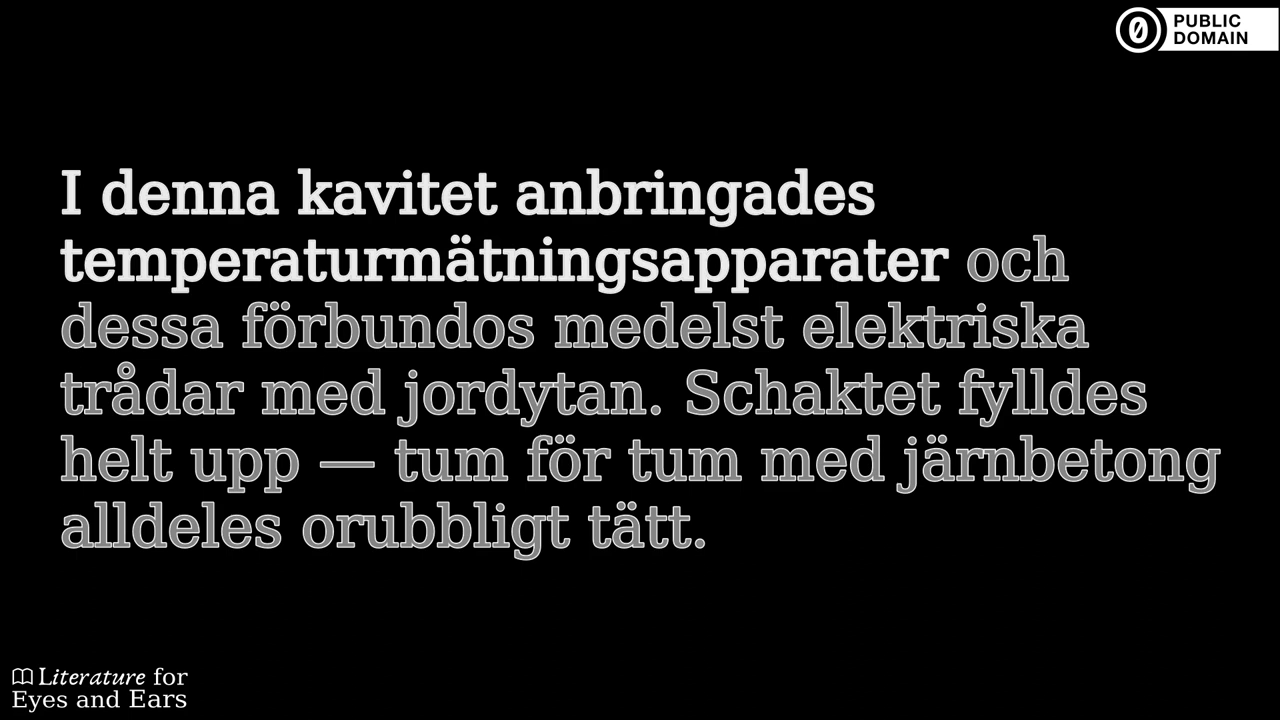 PUBLIC
DOMAIN
I denna kavitet anbringades
temperaturmätningsapparater och
dessa förbundos medelst elektriska
trådar med jordytan. Schaktet fylldes
helt upp — tum för tum med järnbetong
alldeles orubbligt tätt.
Literature for
Eyes and Ears